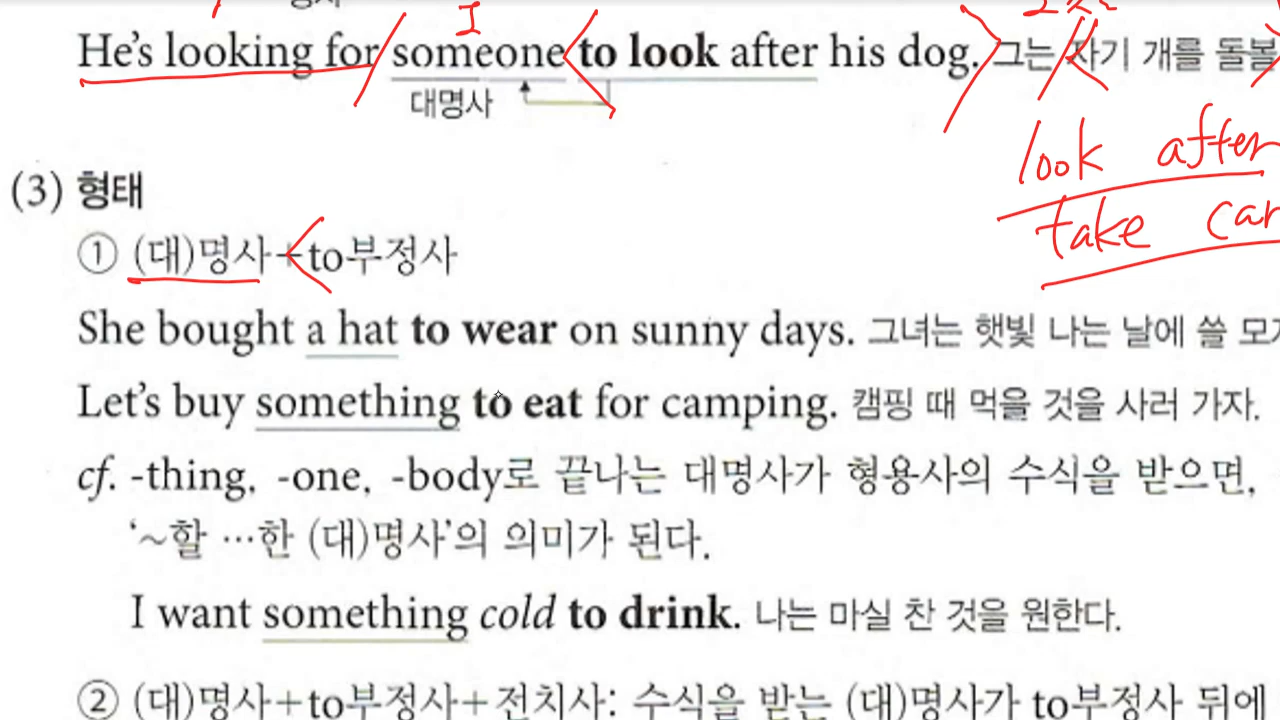 I
He's looking for someone to look after his dog. 그는 자기 개를 돌볼
대명사
look after
take car
(3) 형태
① (대)명사+to부정사
She bought a hat to wear on sunny days. 그녀는 햇빛 나는 날에 쓸 모자
Let's buy something to eat for camping. 캠핑 때 먹을 것을 사러 가자.
cf. -thing, -one, -body로 끝나는 대명사가 형용사의 수식을 받으면,
'~할 …한 (대)명사'의 의미가 된다.
I want something cold to drink. 나는 마실 찬 것을 원한다.
② (대)명사+to부정사+전치사: 수식을 받는 (대)명사가 to부정사 뒤에